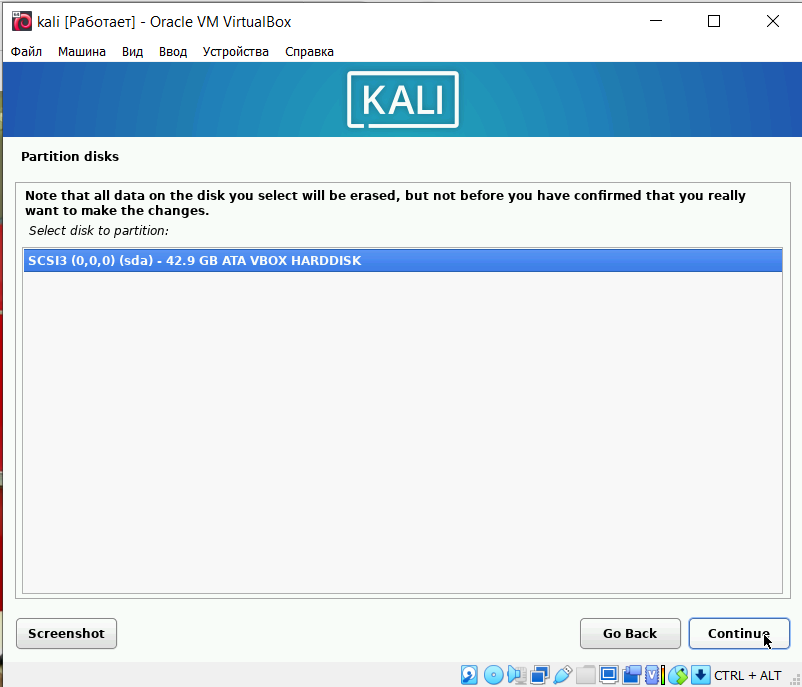 kali [Работает] - Oracle VM VirtualBox
Файл Машина Вид Ввод Устройства Справка
KALI
Partition disks
Note that all data on the disk you select will be erased, but not before you have confirmed that you really
want to make the changes.
Select disk to partition:
SCSI3 (0,0,0) (sda) - 42.9 GB ATA VBOX HARDDISK
Screenshot Go Back Continue
CTRL + ALT